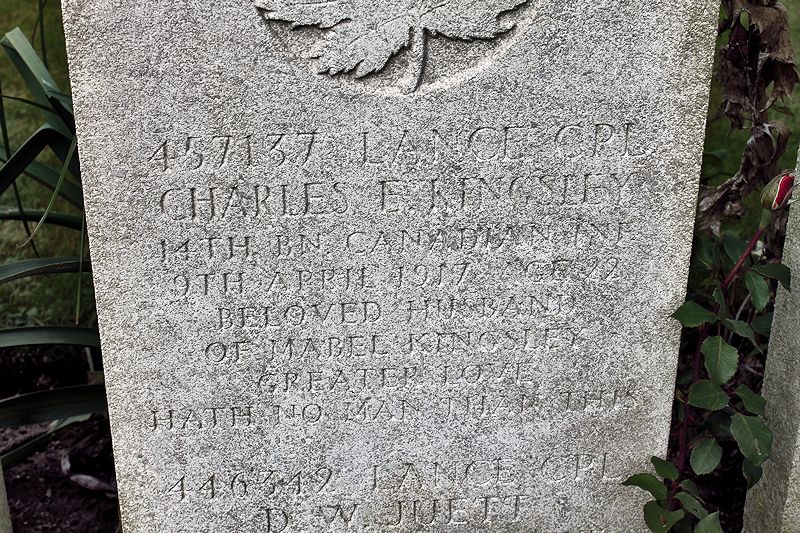 457137 LANCE CPL.
CHARLES E. KINGSLEY
14TH BN. CANADIAN INF.
9TH APRIL 1917 AGE 22
BELOVED HUSBAND
OF MABEL KINGSLEY
GREATER LOVE
HATH NO MAN THAN THIS
446349 LANCE CPL.
D. W. JUETT